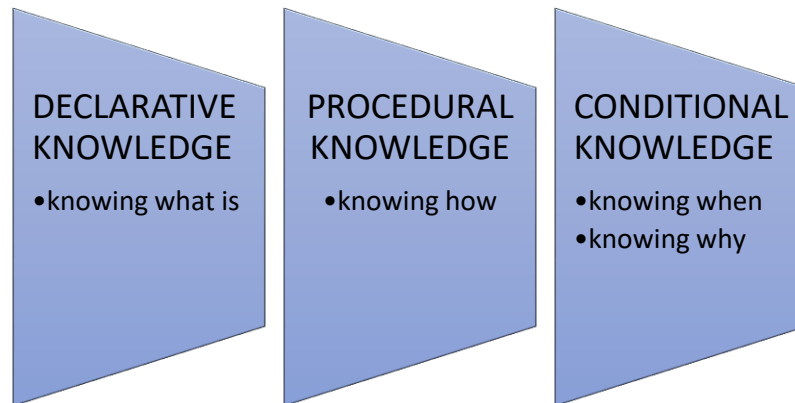 DECLARATIVE
KNOWLEDGE
•knowing what is
PROCEDURAL
KNOWLEDGE
•knowing how
CONDITIONAL
KNOWLEDGE
•knowing when
•knowing why